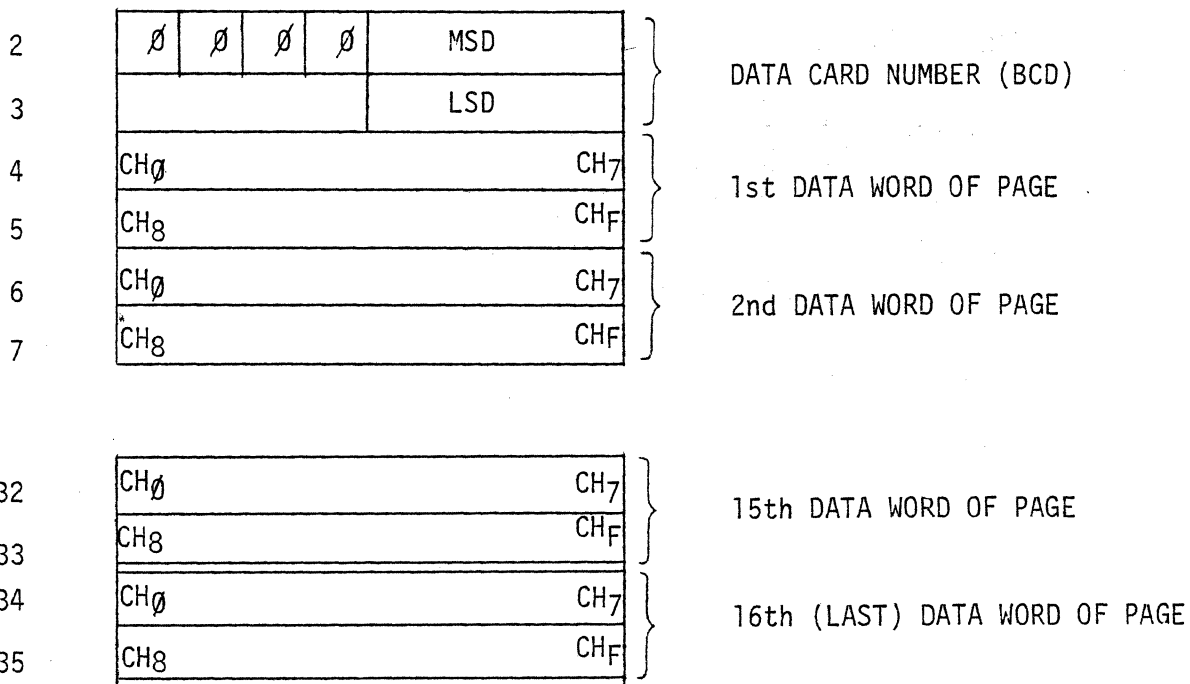 2 Ø Ø Ø Ø MSD
DATA CARD NUMBER (BCD)
3 LSD
4 CHØ CH7
1st DATA WORD OF PAGE
5 CH8 CHF
6 CHØ CH7
2nd DATA WORD OF PAGE
7 CH8 CHF
32 CHØ CH7
15th DATA WORD OF PAGE
33 CH8 CHF
34 CHØ CH7
16th (LAST) DATA WORD OF PAGE
35 CH8 CHF